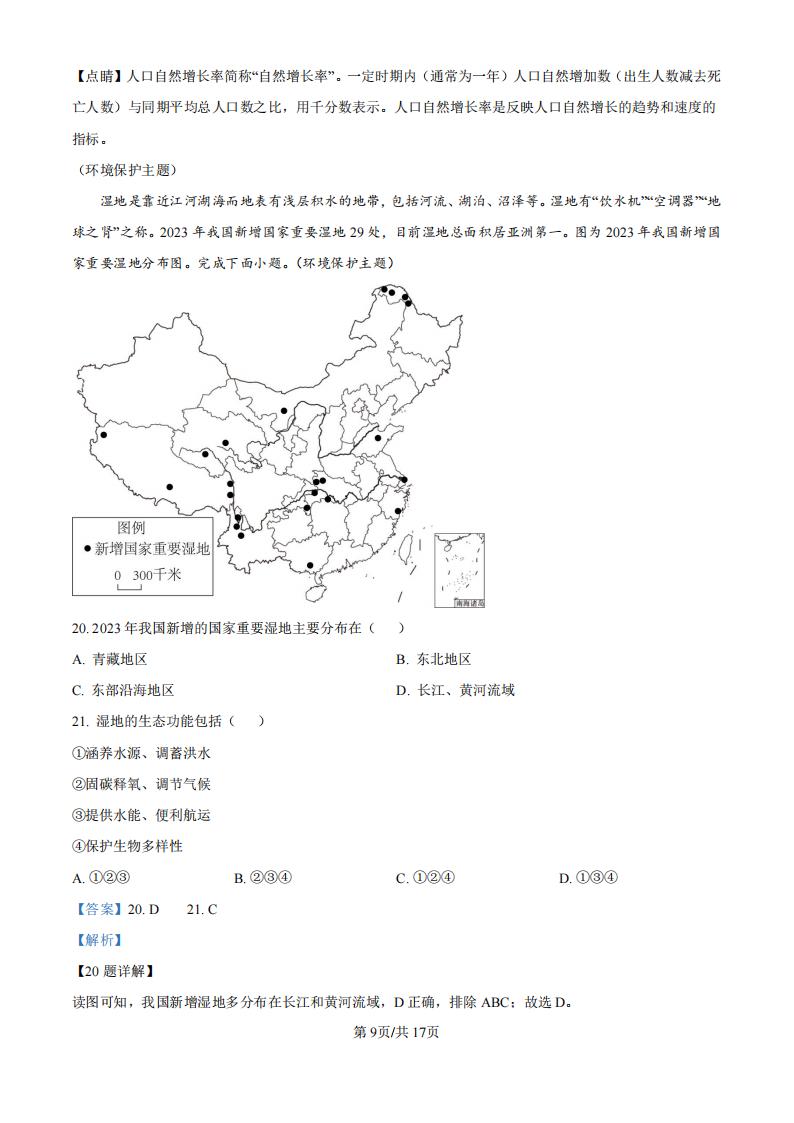 【点睛】人口自然增长率简称“自然增长率”。一定时期内（通常为一年）人口自然增加数（出生人数减去死
亡人数）与同期平均总人口数之比，用千分数表示。人口自然增长率是反映人口自然增长的趋势和速度的
指标。
（环境保护主题）
湿地是靠近江河湖海而地表有浅层积水的地带，包括河流、湖泊、沼泽等。湿地有“饮水机”“空调器”“地
球之肾”之称。2023 年我国新增国家重要湿地 29 处，目前湿地总面积居亚洲第一。图为 2023 年我国新增国
家重要湿地分布图。完成下面小题。（环境保护主题）
图例
新增国家重要湿地
0 300千米
南海诸岛
20. 2023 年我国新增的国家重要湿地主要分布在（ ）
A. 青藏地区 B. 东北地区
C. 东部沿海地区 D. 长江、黄河流域
21. 湿地的生态功能包括（ ）
①涵养水源、调蓄洪水
②固碳释氧、调节气候
③提供水能、便利航运
④保护生物多样性
A. ①②③ B. ②③④ C. ①②④ D. ①③④
【答案】20. D 21. C
【解析】
【20 题详解】
读图可知，我国新增湿地多分布在长江和黄河流域，D 正确，排除 ABC；故选 D。
第 9页/共 17页